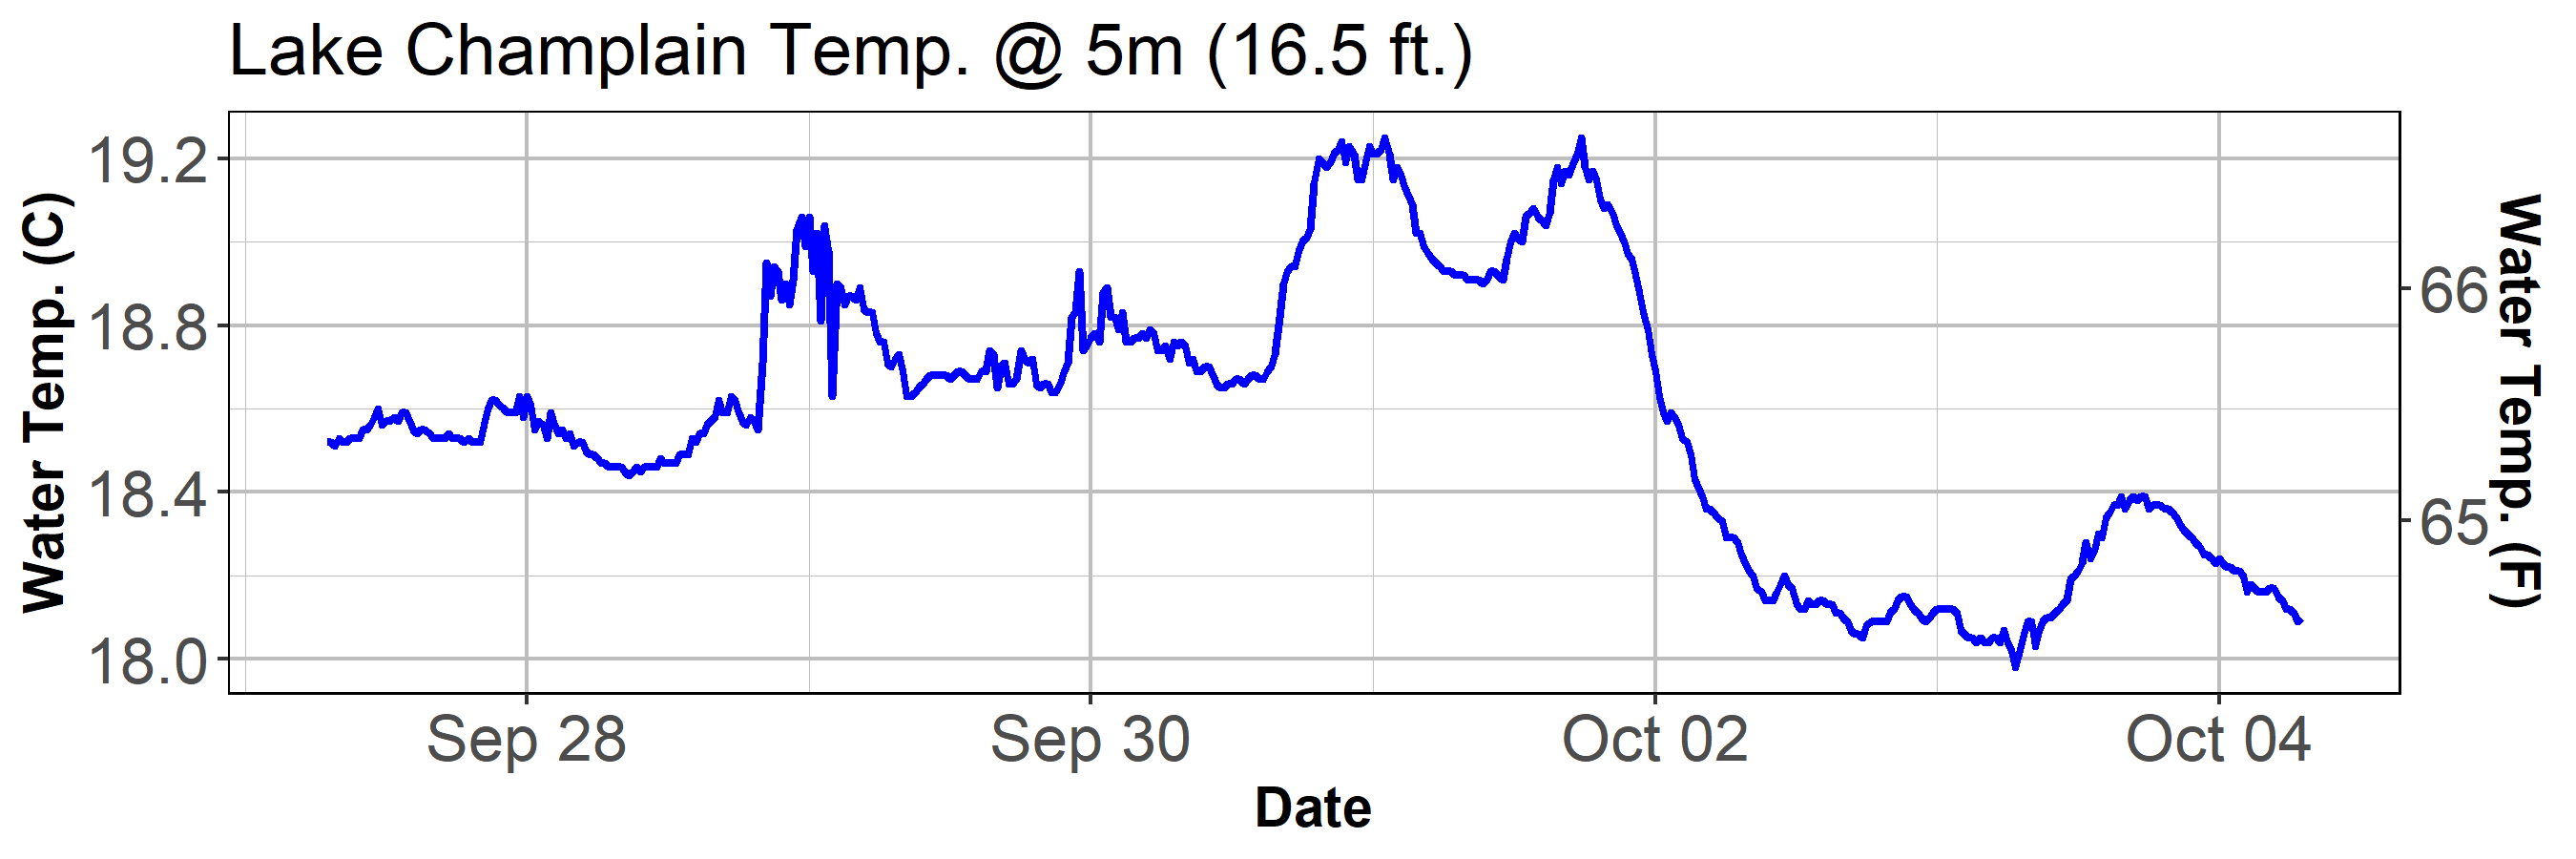 Lake Champlain Temp. @ 5m (16.5 ft.)
Water Temp. (C)
19.2
18.8
18.4
18.0
66
65
Water Temp. (F)
Sep 28 Sep 30 Oct 02 Oct 04
Date